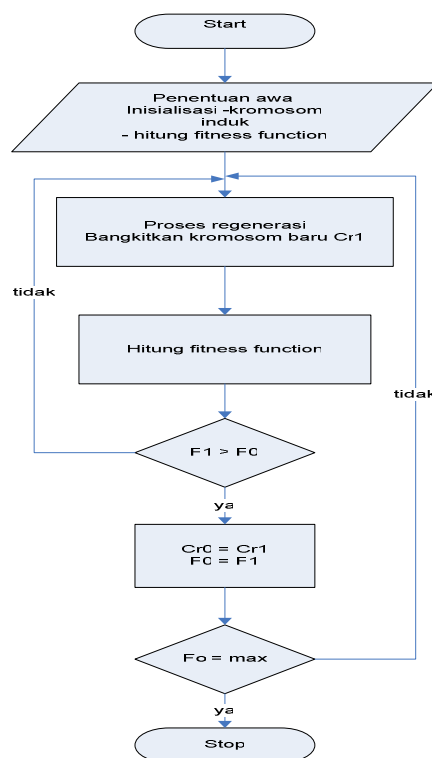 Start
Penentuan awa
Inisialisasi -kromosom
induk
- hitung fitness function
Proses regenerasi
Bangkitkan kromosom baru Cr1
tidak
Hitung fitness function
tidak
F1 > F0
ya
Cr0 = Cr1
F0 = F1
Fo = max
ya
Stop